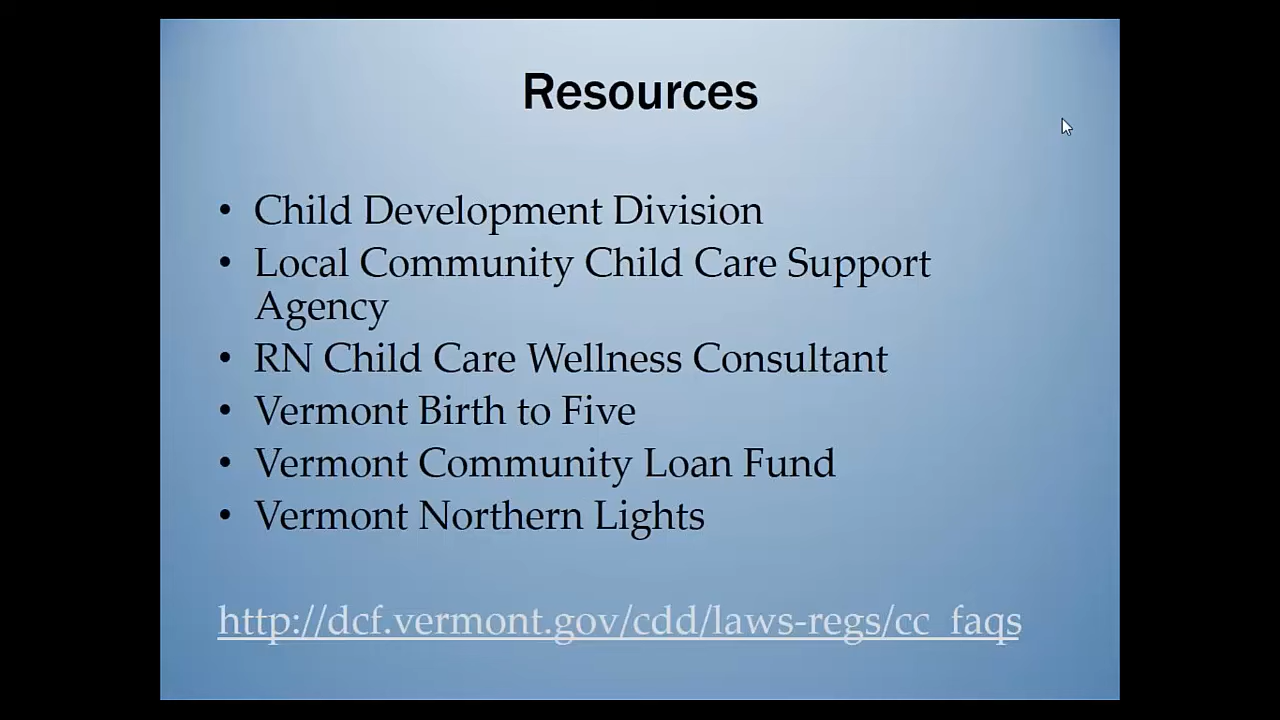 Resources
• Child Development Division
• Local Community Child Care Support
Agency
• RN Child Care Wellness Consultant
• Vermont Birth to Five
• Vermont Community Loan Fund
• Vermont Northern Lights
http://dcf.vermont.gov/cdd/laws-regs/cc_faqs